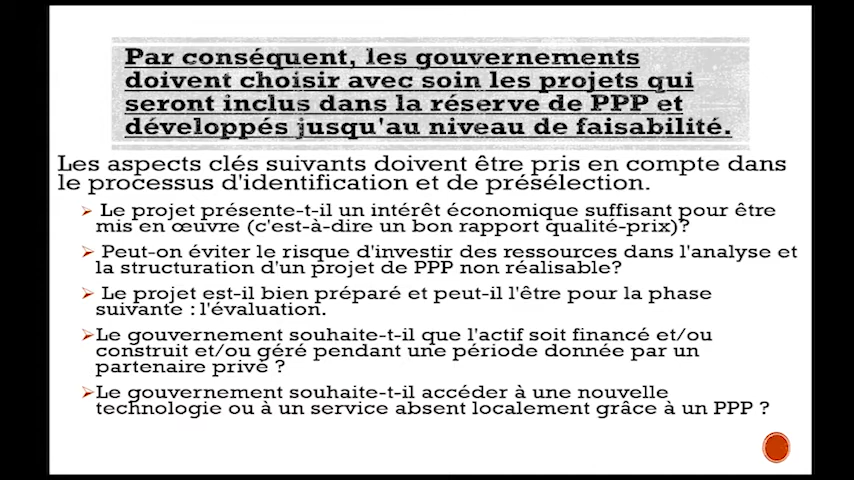 Par conséquent, les gouvernements
doivent choisir avec soin les projets qui
seront inclus dans la réserve de PPP et
développés jusqu'au niveau de faisabilité.
Les aspects clés suivants doivent être pris en compte dans
le processus d'identification et de présélection.
➢ Le projet présente-t-il un intérêt économique suffisant pour être
mis en œuvre (c'est-à-dire un bon rapport qualité-prix)?
➢ Peut-on éviter le risque d'investir des ressources dans l'analyse et
la structuration d'un projet de PPP non réalisable?
➢ Le projet est-il bien préparé et peut-il l'être pour la phase
suivante : l'évaluation.
➢Le gouvernement souhaite-t-il que l'actif soit financé et/ou
construit et/ou géré pendant une période donnée par un
partenaire privé ?
➢Le gouvernement souhaite-t-il accéder à une nouvelle
technologie ou à un service absent localement grâce à un PPP ?